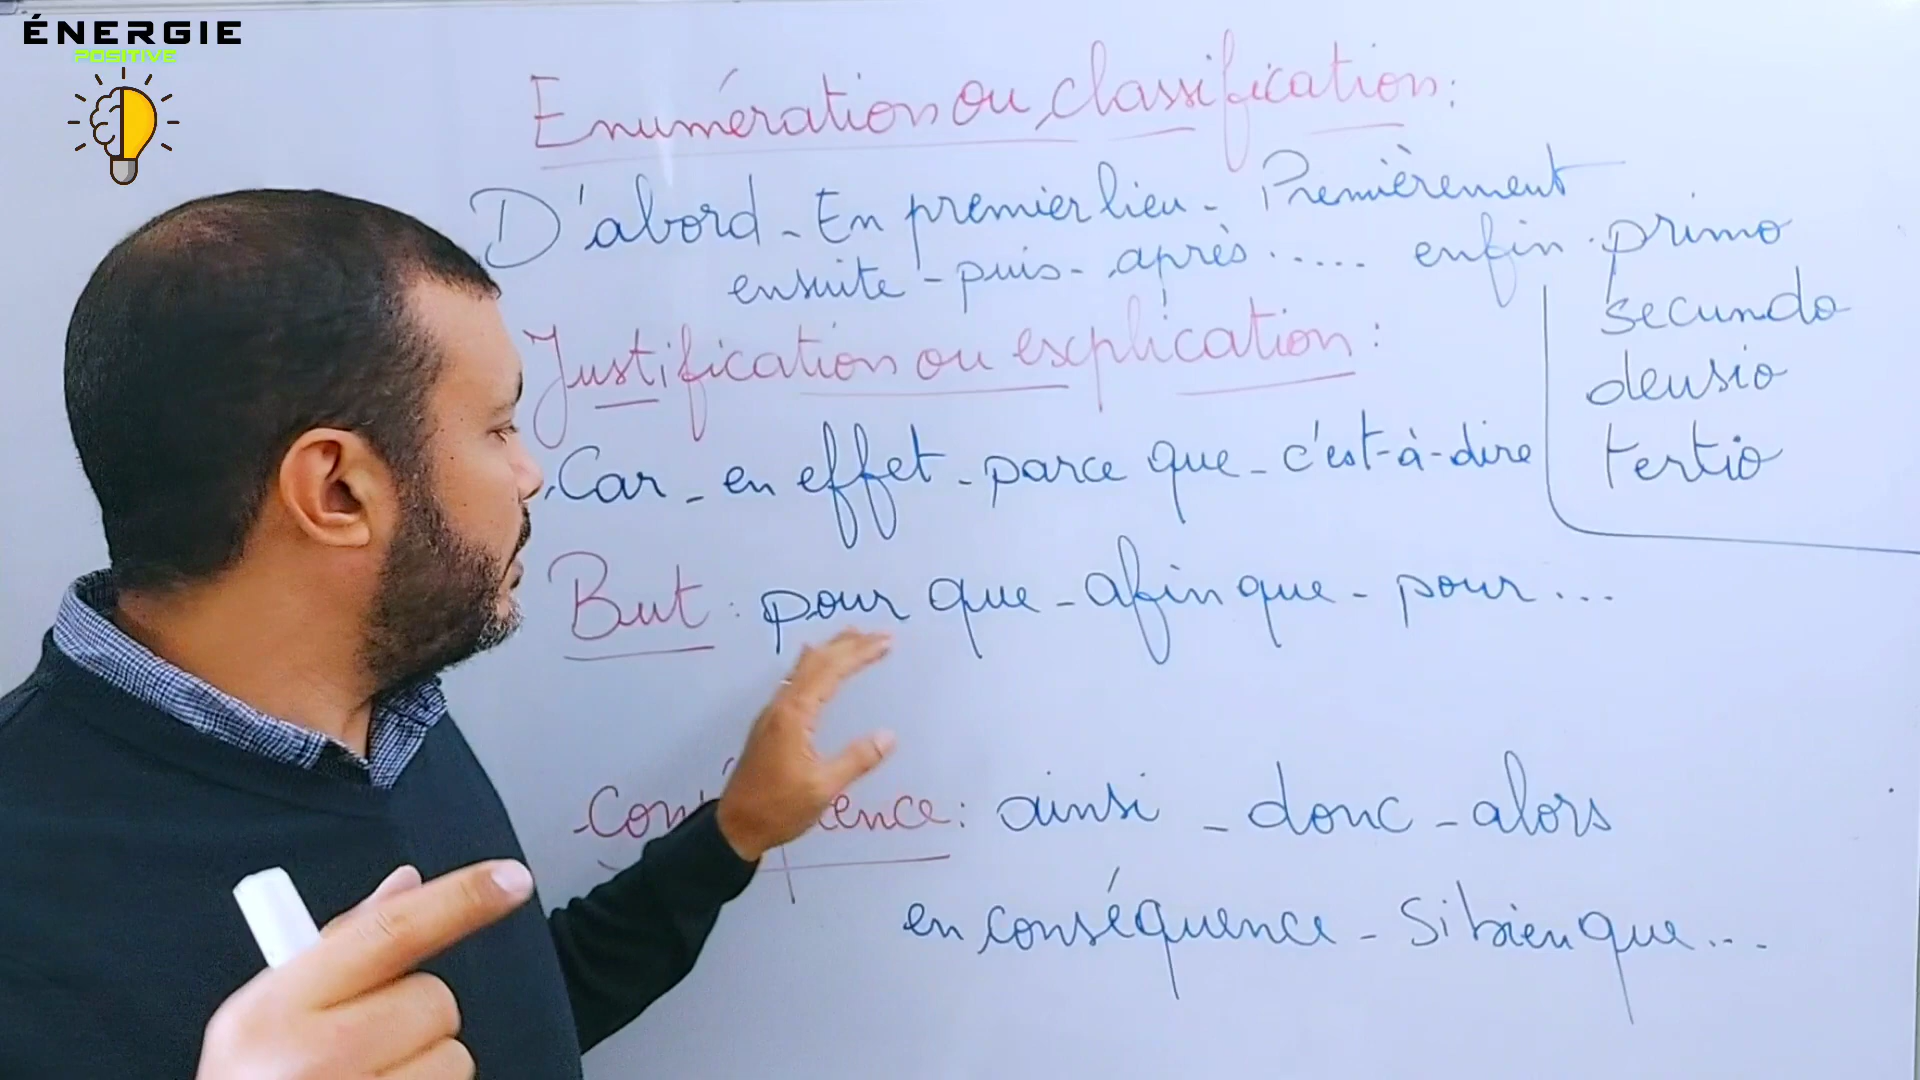 ÉNERGIE
POSITIVE
Enumération ou classification:
D'abord - En premier lieu - Premièrement
ensuite - puis - après ..... enfin.
primo
secundo
deusio
tertio
Justification ou explication:
Car - en effet - parce que - c'est-à-dire
But: pour que - afin que - pour...
: ainsi - donc - alors
en conséquence - Si bien que...